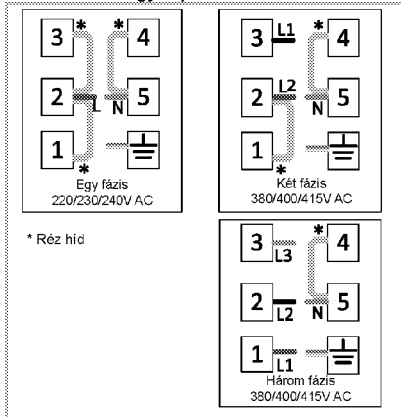 3 * * 4
2 L N 5
1 *
Egy fázis
220/230/240V AC
3 L1 * 4
2 L2 N 5
1 *
Két fázis
380/400/415V AC
* Réz híd
3 L3 * 4
2 L2 N 5
1 L1
Három fázis
380/400/415V AC